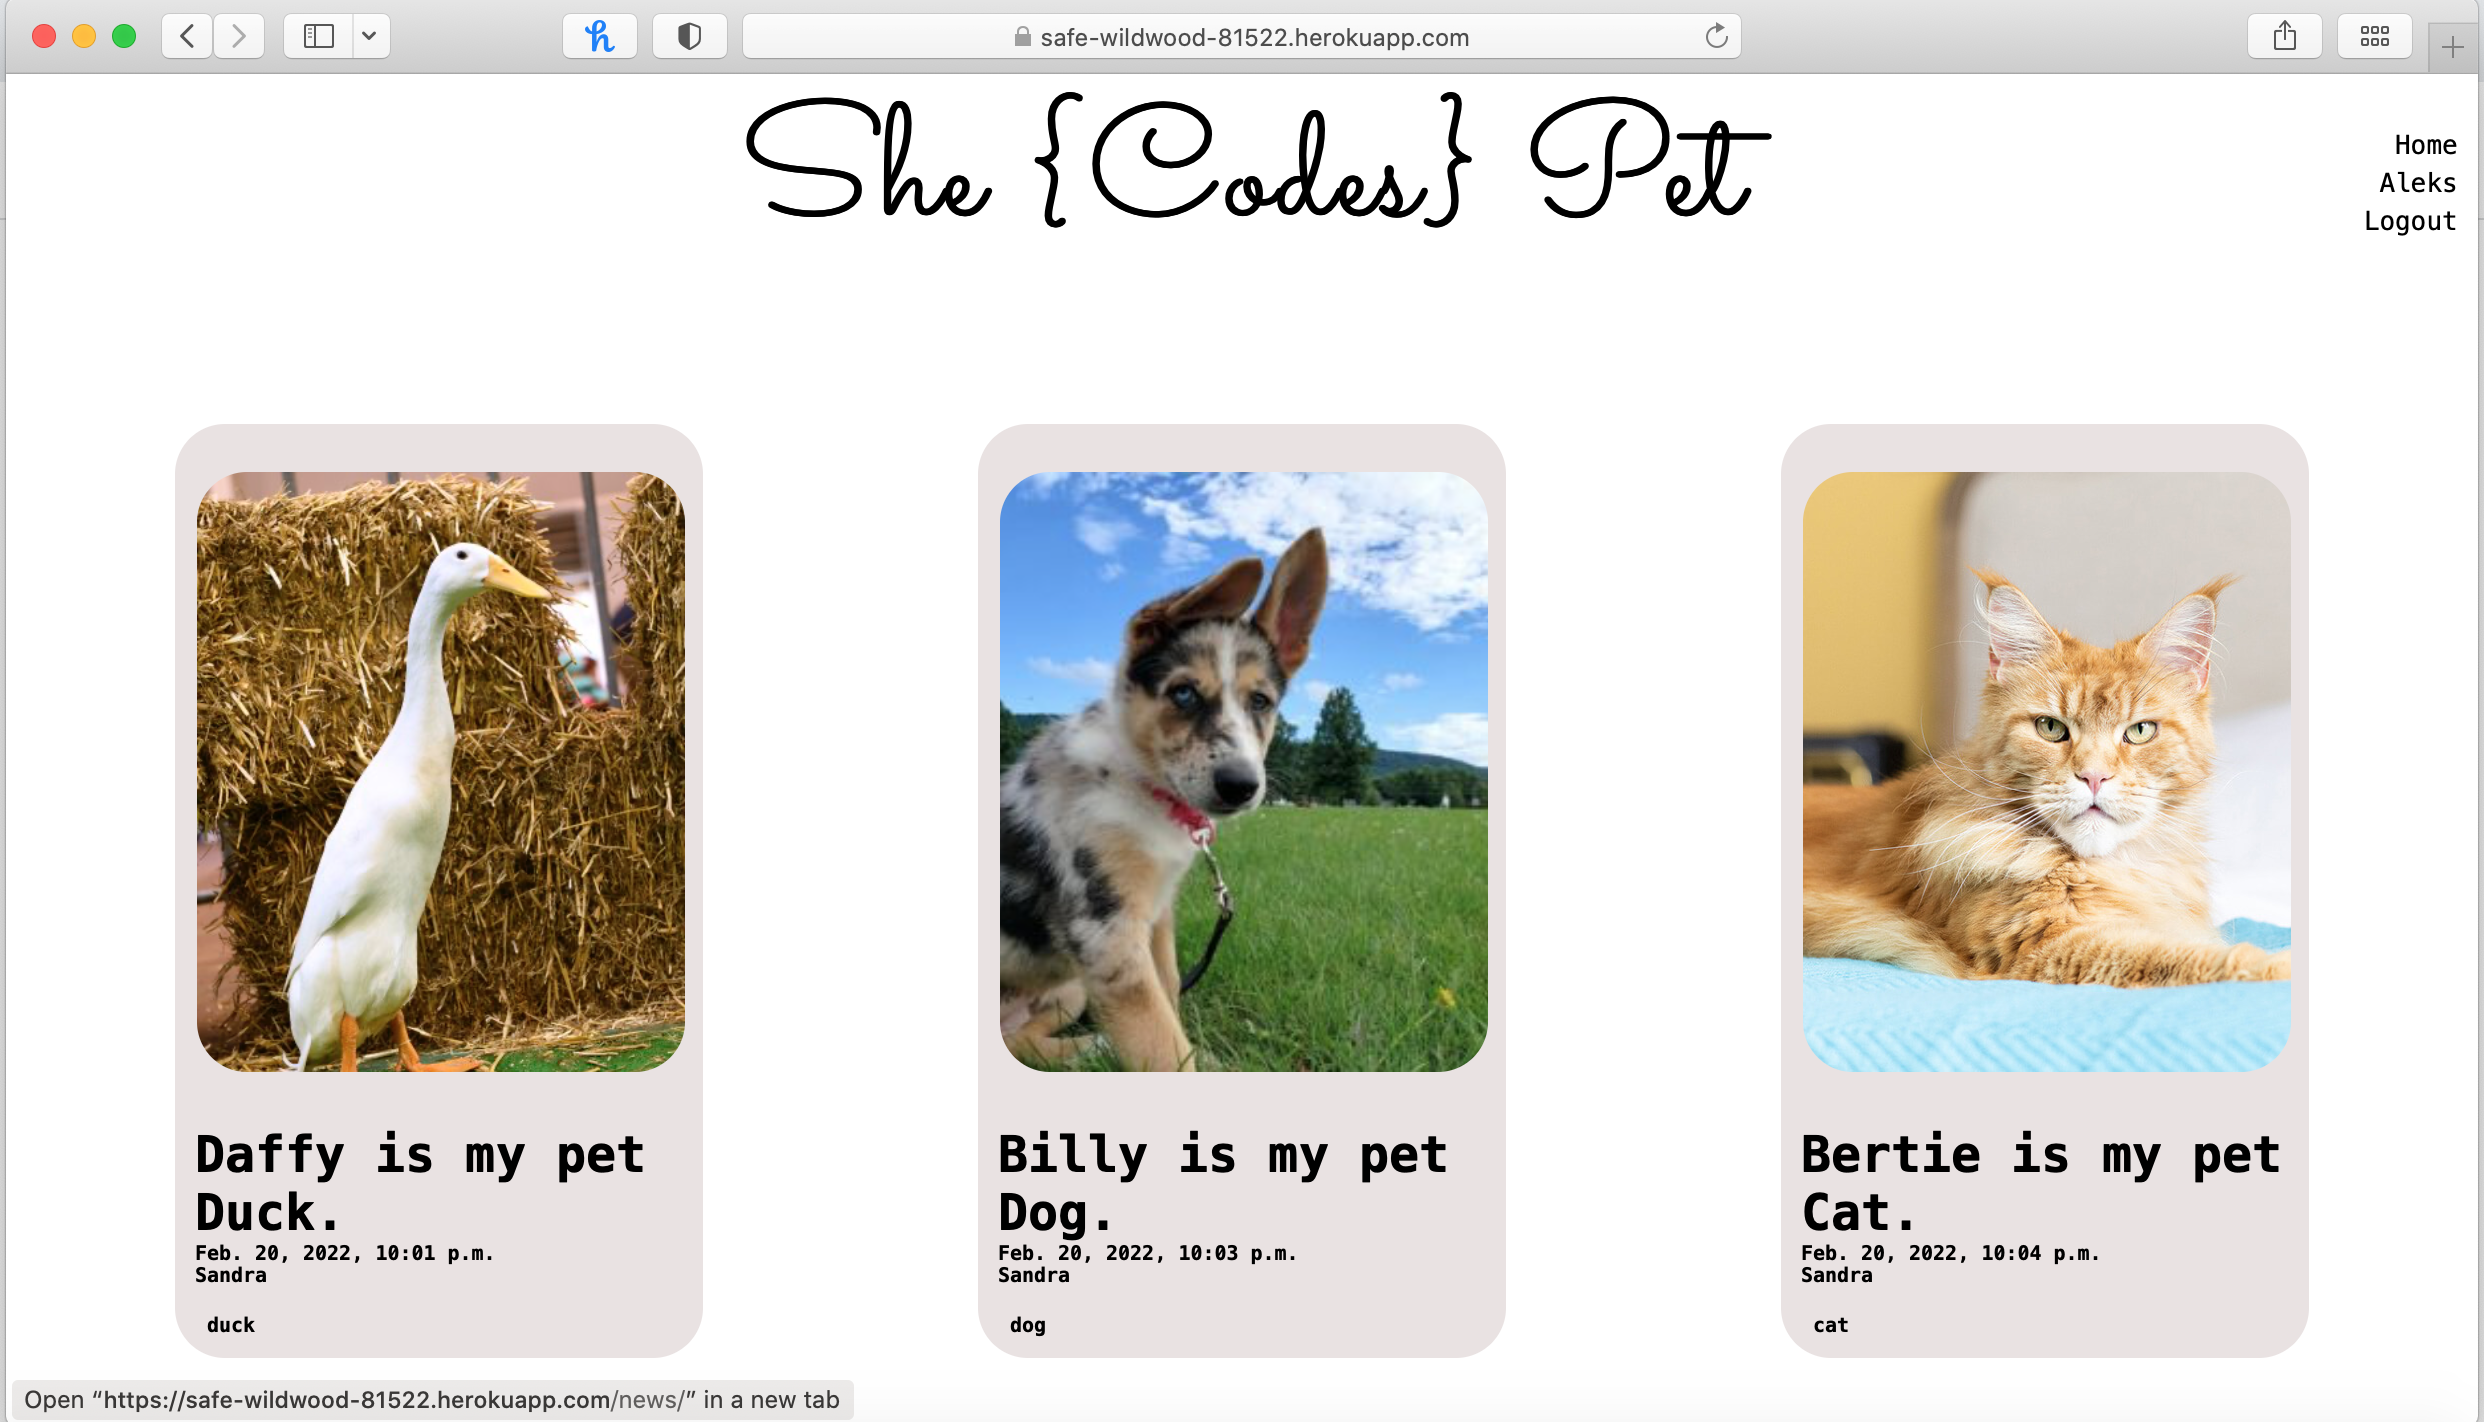 safe-wildwood-81522.herokuapp.com
She {Codes} Pet
Home
Aleks
Logout
Daffy is my pet
Duck.
Feb. 20, 2022, 10:01 p.m.
Sandra
duck
Billy is my pet
Dog.
Feb. 20, 2022, 10:03 p.m.
Sandra
dog
Bertie is my pet
Cat.
Feb. 20, 2022, 10:04 p.m.
Sandra
cat
Open “https://safe-wildwood-81522.herokuapp.com/news/” in a new tab